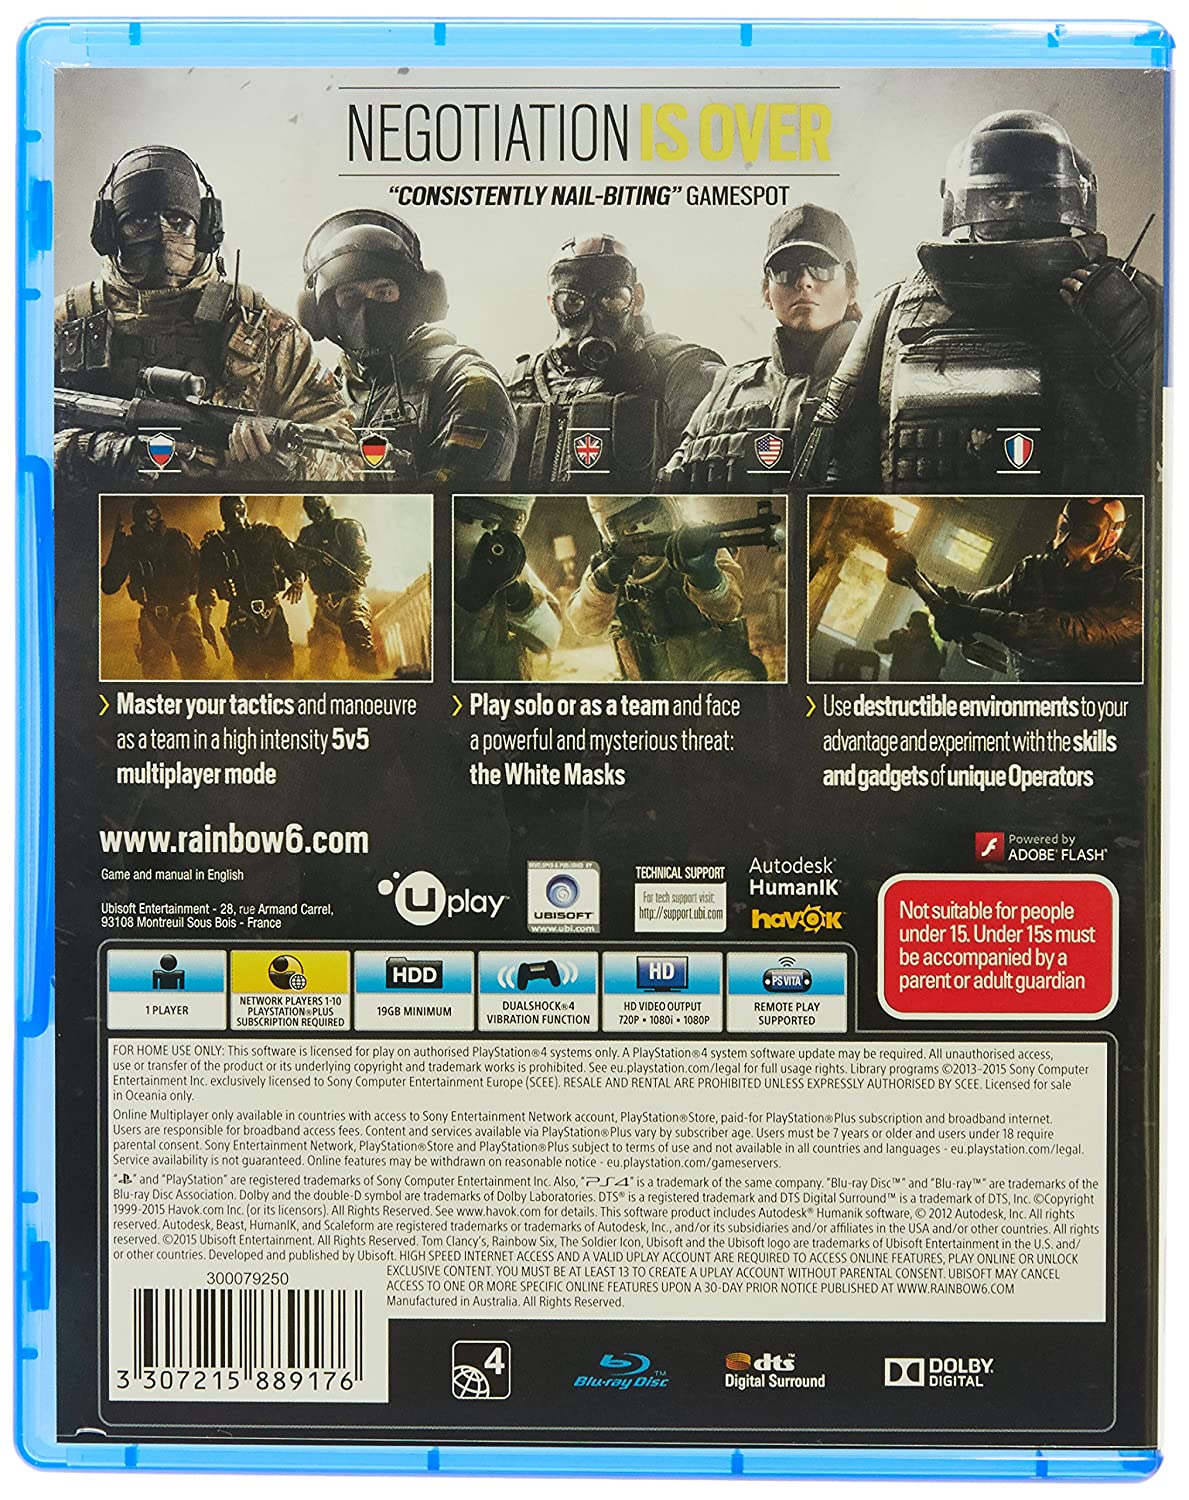 NEGOTIATION IS OVER
“CONSISTENTLY NAIL-BITING” GAMESPOT
› Master your tactics and manoeuvre
as a team in a high intensity 5v5
multiplayer mode
› Play solo or as a team and face
a powerful and mysterious threat:
the White Masks
› Use destructible environments to your
advantage and experiment with the skills
and gadgets of unique Operators
www.rainbow6.com
Game and manual in English
Ubisoft Entertainment - 28, rue Armand Carrel,
93108 Montreuil Sous Bois - France
uplay™
DEVELOPED & PUBLISHED BY
UBISOFT
www.ubi.com
TECHNICAL SUPPORT
For tech support visit:
http://support.ubi.com
Autodesk®
HumanIK®
havok™
Powered by
ADOBE® FLASH®
Not suitable for people
under 15. Under 15s must
be accompanied by a
parent or adult guardian
1 PLAYER
NETWORK PLAYERS 1-10
PLAYSTATION®PLUS
SUBSCRIPTION REQUIRED
HDD
19GB MINIMUM
DUALSHOCK®4
VIBRATION FUNCTION
HD
HD VIDEO OUTPUT
720P • 1080i • 1080P
PS VITA
REMOTE PLAY
SUPPORTED
FOR HOME USE ONLY: This software is licensed for play on authorised PlayStation®4 systems only. A PlayStation®4 system software update may be required. All unauthorised access,
use or transfer of the product or its underlying copyright and trademark works is prohibited. See eu.playstation.com/legal for full usage rights. Library programs ©2013-2015 Sony Computer
Entertainment Inc. exclusively licensed to Sony Computer Entertainment Europe (SCEE). RESALE AND RENTAL ARE PROHIBITED UNLESS EXPRESSLY AUTHORISED BY SCEE. Licensed for sale
in Oceania only.
Online Multiplayer only available in countries with access to Sony Entertainment Network account, PlayStation®Store, paid-for PlayStation®Plus subscription and broadband internet.
Users are responsible for broadband access fees. Content and services available via PlayStation®Plus vary by subscriber age. Users must be 7 years or older and users under 18 require
parental consent. Sony Entertainment Network, PlayStation®Store and PlayStation®Plus subject to terms of use and not available in all countries and languages - eu.playstation.com/legal.
Service availability is not guaranteed. Online features may be withdrawn on reasonable notice - eu.playstation.com/gameservers.
“PS” and “PlayStation” are registered trademarks of Sony Computer Entertainment Inc. Also, “PS4” is a trademark of the same company. “Blu-ray Disc™” and “Blu-ray™” are trademarks of the
Blu-ray Disc Association. Dolby and the double-D symbol are trademarks of Dolby Laboratories. DTS® is a registered trademark and DTS Digital Surround™ is a trademark of DTS, Inc. ©Copyright
1999-2015 Havok.com Inc. (or its licensors). All Rights Reserved. See www.havok.com for details. This software product includes Autodesk® Humanik software, © 2012 Autodesk, Inc. All rights
reserved. Autodesk, Beast, HumanIK, and Scaleform are registered trademarks or trademarks of Autodesk, Inc., and/or its subsidiaries and/or affiliates in the USA and/or other countries. All rights
reserved. ©2015 Ubisoft Entertainment. All Rights Reserved. Tom Clancy’s, Rainbow Six, The Soldier Icon, Ubisoft and the Ubisoft logo are trademarks of Ubisoft Entertainment in the U.S. and/
or other countries. Developed and published by Ubisoft. HIGH SPEED INTERNET ACCESS AND A VALID UPLAY ACCOUNT ARE REQUIRED TO ACCESS ONLINE FEATURES, PLAY ONLINE OR UNLOCK
EXCLUSIVE CONTENT. YOU MUST BE AT LEAST 13 TO CREATE A UPLAY ACCOUNT WITHOUT PARENTAL CONSENT. UBISOFT MAY CANCEL
ACCESS TO ONE OR MORE SPECIFIC ONLINE FEATURES UPON A 30-DAY PRIOR NOTICE PUBLISHED AT WWW.RAINBOW6.COM
Manufactured in Australia. All Rights Reserved.
300079250
3 307215 889176
4
Blu-ray Disc™
dts
Digital Surround
DOLBY
DIGITAL